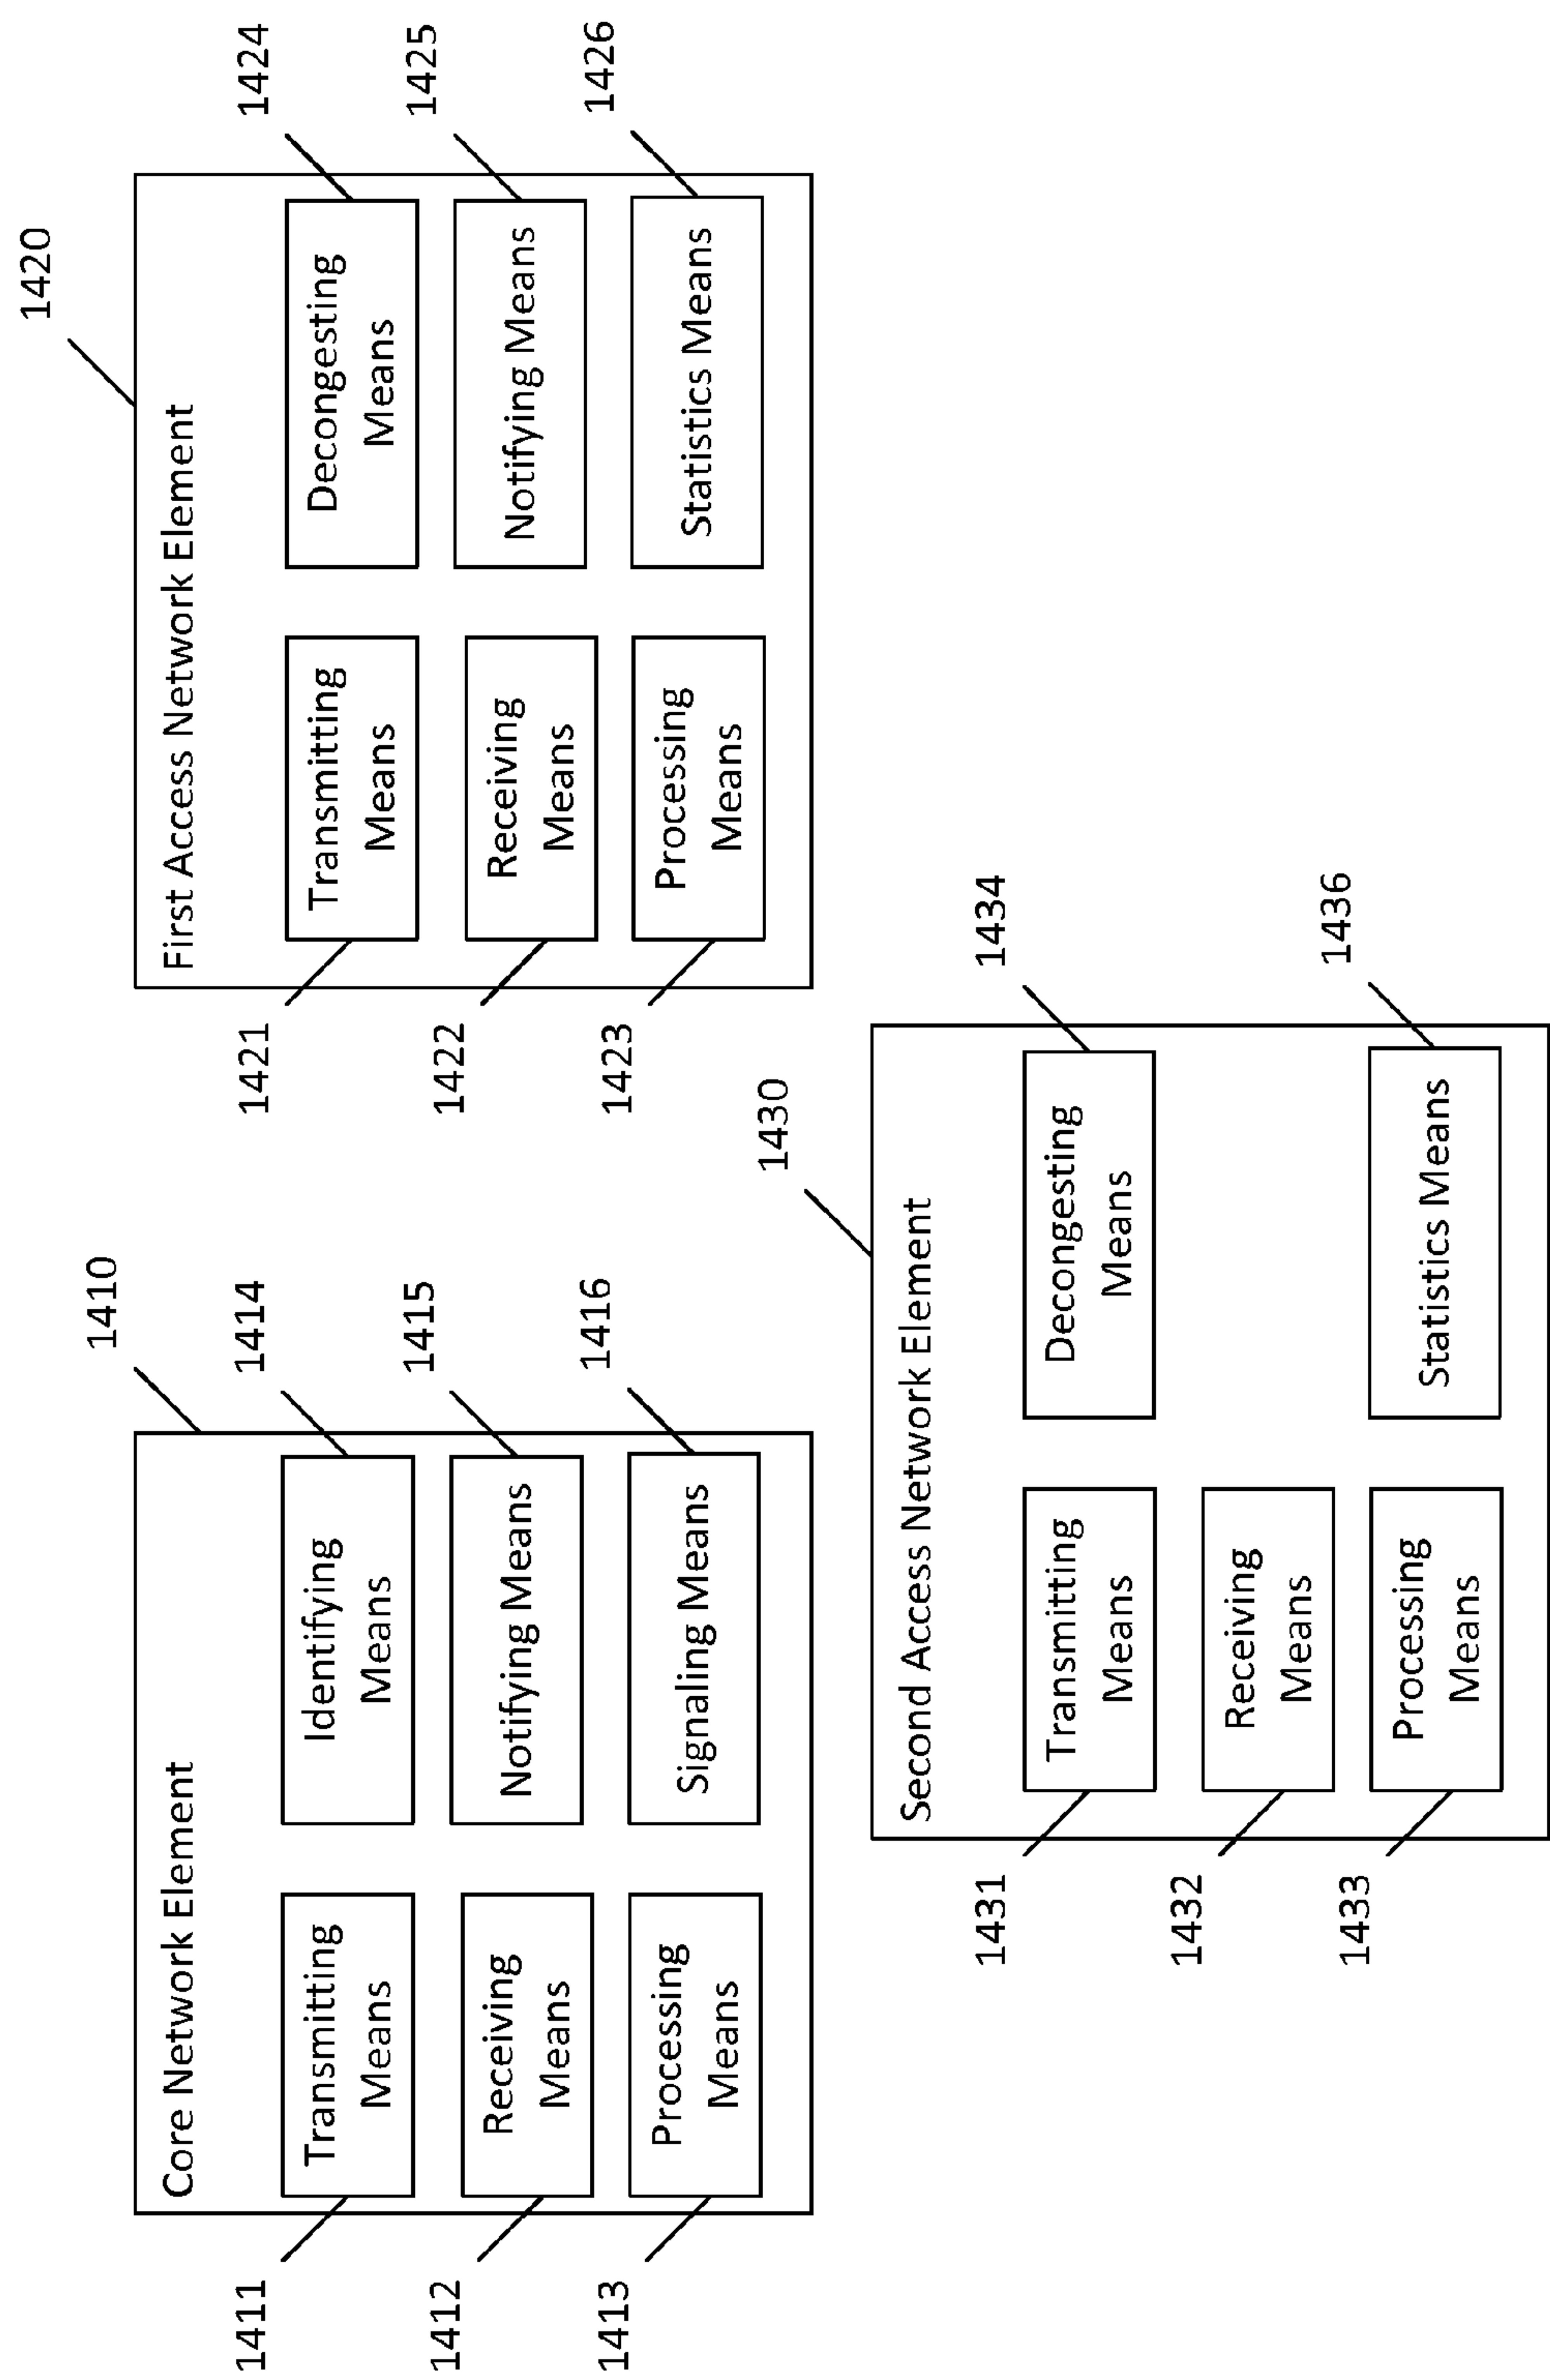 1410
Core Network Element
1411
Transmitting
Means
1412
Receiving
Means
1413
Processing
Means
1414
Identifying
Means
1415
Notifying Means
1416
Signaling Means
1420
First Access Network Element
1421
Transmitting
Means
1422
Receiving
Means
1423
Processing
Means
1424
Decongesting
Means
1425
Notifying Means
1426
Statistics Means
1430
Second Access Network Element
1431
Transmitting
Means
1432
Receiving
Means
1433
Processing
Means
1434
Decongesting
Means
1436
Statistics Means